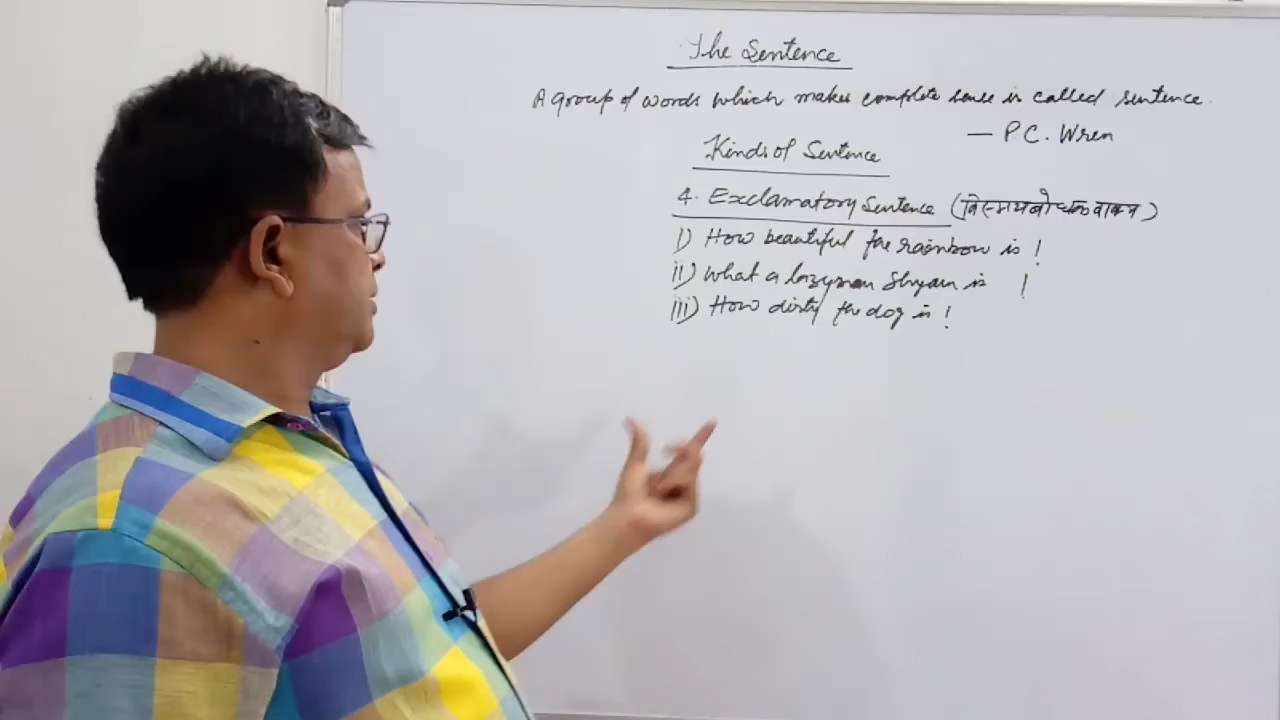 The Sentence
A group of words which makes complete sense is called sentence.
— P.C. Wren
Kinds of Sentence
4. Exclamatory Sentence (विस्मयबोधक वाक्य)
i) How beautiful the rainbow is !
ii) What a lazy man Shyam is !
iii) How dirty the dog is !